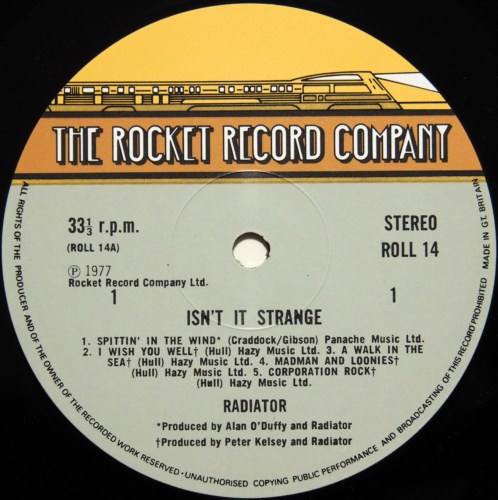 THE ROCKET RECORD COMPANY
33⅓ r.p.m.
(ROLL 14A)
STEREO
ROLL 14
Ⓟ 1977
Rocket Record Company Ltd.
1
1
ISN'T IT STRANGE
1. SPITTIN' IN THE WIND* (Craddock/Gibson) Panache Music Ltd.
2. I WISH YOU WELL† (Hull) Hazy Music Ltd. 3. A WALK IN THE
SEA† (Hull) Hazy Music Ltd. 4. MADMAN AND LOONIES†
(Hull) Hazy Music Ltd. 5. CORPORATION ROCK†
(Hull) Hazy Music Ltd.
RADIATOR
*Produced by Alan O'Duffy and Radiator
†Produced by Peter Kelsey and Radiator
ALL RIGHTS OF THE PRODUCER AND OF THE OWNER OF THE RECORDED WORK RESERVED • UNAUTHORISED COPYING PUBLIC PERFORMANCE AND BROADCASTING OF THIS RECORD PROHIBITED MADE IN GT. BRITAIN